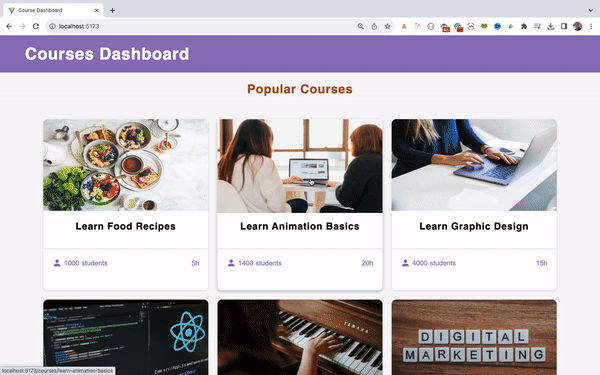 Course Dashboard
localhost:5173
Courses Dashboard
Popular Courses
Learn Food Recipes
Learn Animation Basics
Learn Graphic Design
1000 students 5h
1400 students 20h
4000 students 15h
YAMAHA
DIGITAL
MARKETING
localhost:5173/courses/learn-animation-basics